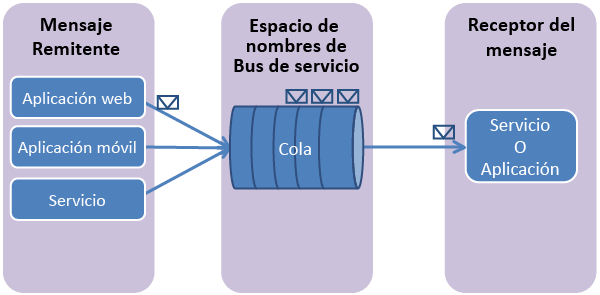 Mensaje
Remitente
Aplicación web
Aplicación móvil
Servicio
Espacio de
nombres de
Bus de servicio
Cola
Receptor del
mensaje
Servicio
O
Aplicación